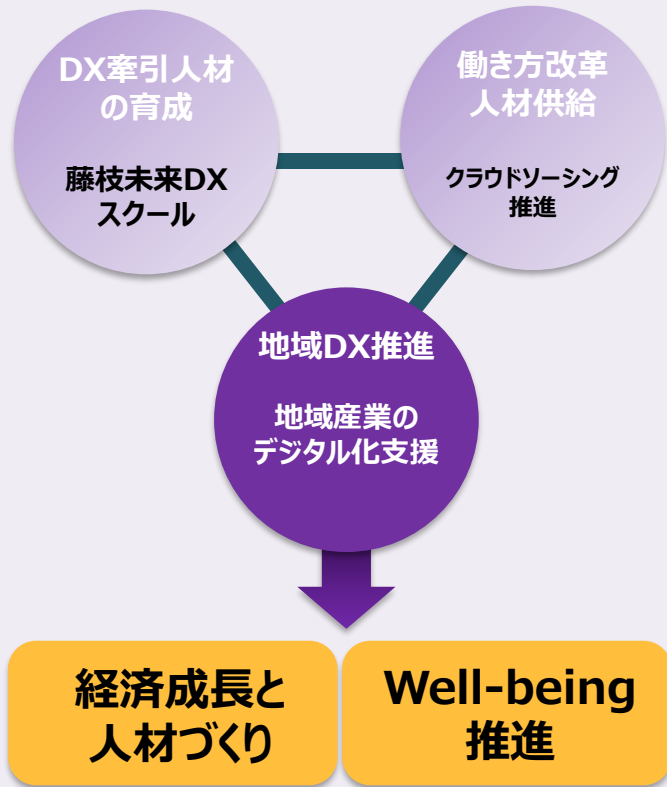 DX牽引人材
の育成
藤枝未来DX
スクール
働き方改革
人材供給
クラウドソーシング
推進
地域DX推進
地域産業の
デジタル化支援
経済成長と
人材づくり
Well-being
推進